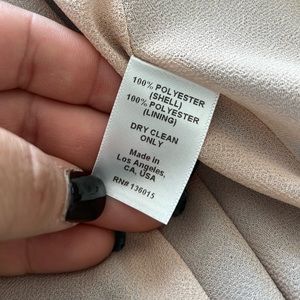 100% POLYESTER
(SHELL)
100% POLYESTER
(LINING)
DRY CLEAN
ONLY
Made in
Los Angeles,
CA, USA
RN# 136015